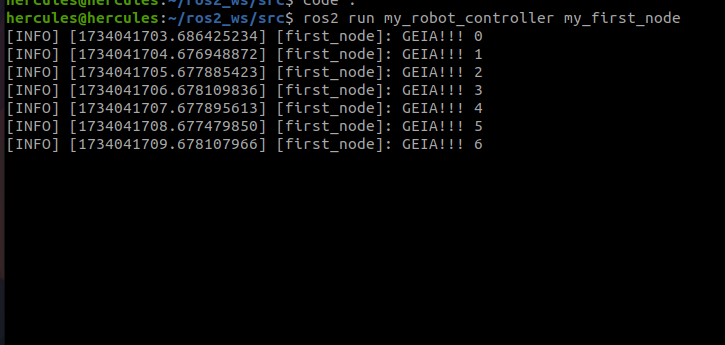 hercules@hercules:~/ros2_ws/src$ code .
hercules@hercules:~/ros2_ws/src$ ros2 run my_robot_controller my_first_node
[INFO] [1734041703.686425234] [first_node]: GEIA!!! 0
[INFO] [1734041704.676948872] [first_node]: GEIA!!! 1
[INFO] [1734041705.677885423] [first_node]: GEIA!!! 2
[INFO] [1734041706.678109836] [first_node]: GEIA!!! 3
[INFO] [1734041707.677895613] [first_node]: GEIA!!! 4
[INFO] [1734041708.677479850] [first_node]: GEIA!!! 5
[INFO] [1734041709.678107966] [first_node]: GEIA!!! 6